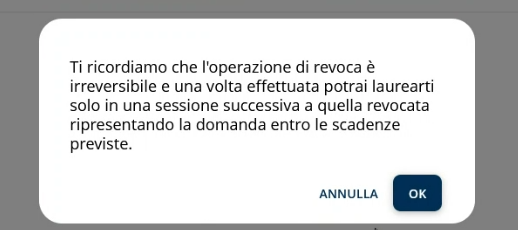 Ti ricordiamo che l'operazione di revoca è
irreversibile e una volta effettuata potrai laurearti
solo in una sessione successiva a quella revocata
ripresentando la domanda entro le scadenze
previste.
ANNULLA OK